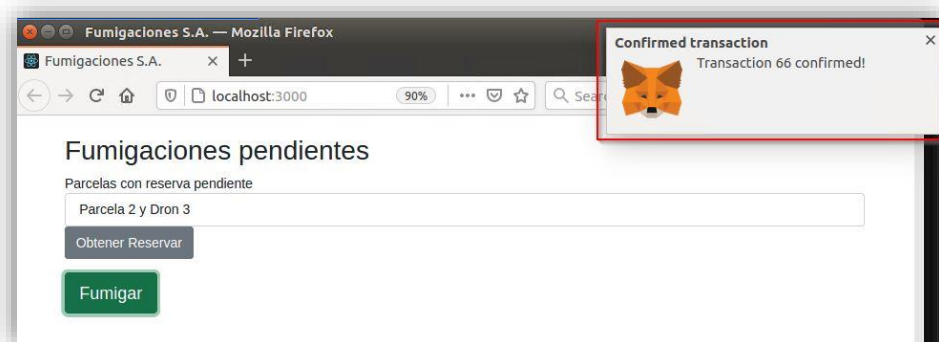 Fumigaciones S.A. — Mozilla Firefox
Fumigaciones S.A.
localhost:3000
90%
Confirmed transaction
Transaction 66 confirmed!
Fumigaciones pendientes
Parcelas con reserva pendiente
Parcela 2 y Dron 3
Obtener Reservar
Fumigar